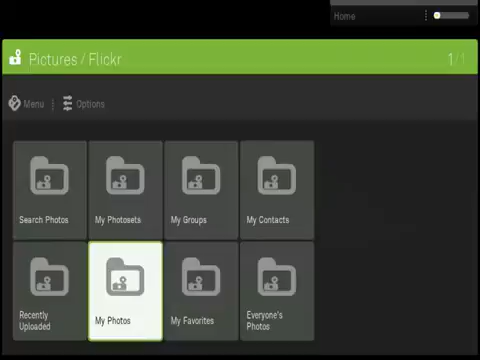 Home
Pictures / Flickr
1/1
Menu
Options
Search Photos
My Photosets
My Groups
My Contacts
Recently
Uploaded
My Photos
My Favorites
Everyone's
Photos